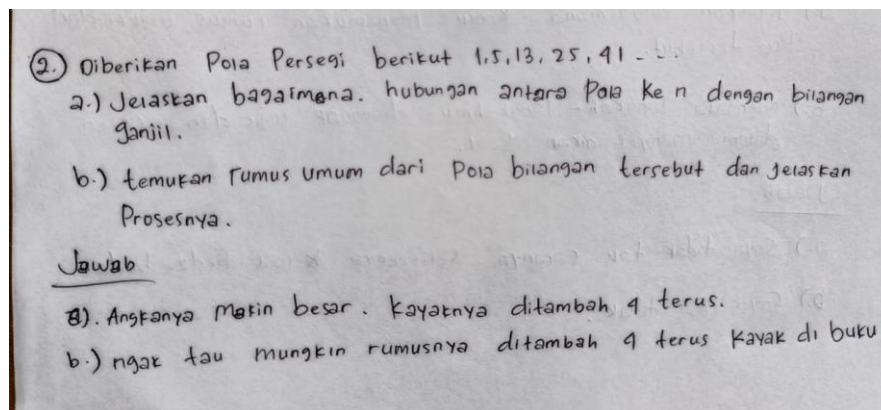 2.) Diberikan Pola Persegi berikut 1,5,13,25,41 - - -
a.) Jelaskan bagaimana. hubungan antara Pola Ke n dengan bilangan
ganjil.
b.) temukan rumus umum dari Pola bilangan tersebut dan Jelaskan
Prosesnya.
Jawab
a). Angkanya makin besar. Kayaknya ditambah 4 terus.
b.) ngak tau mungkin rumusnya ditambah 4 terus Kayak di buku